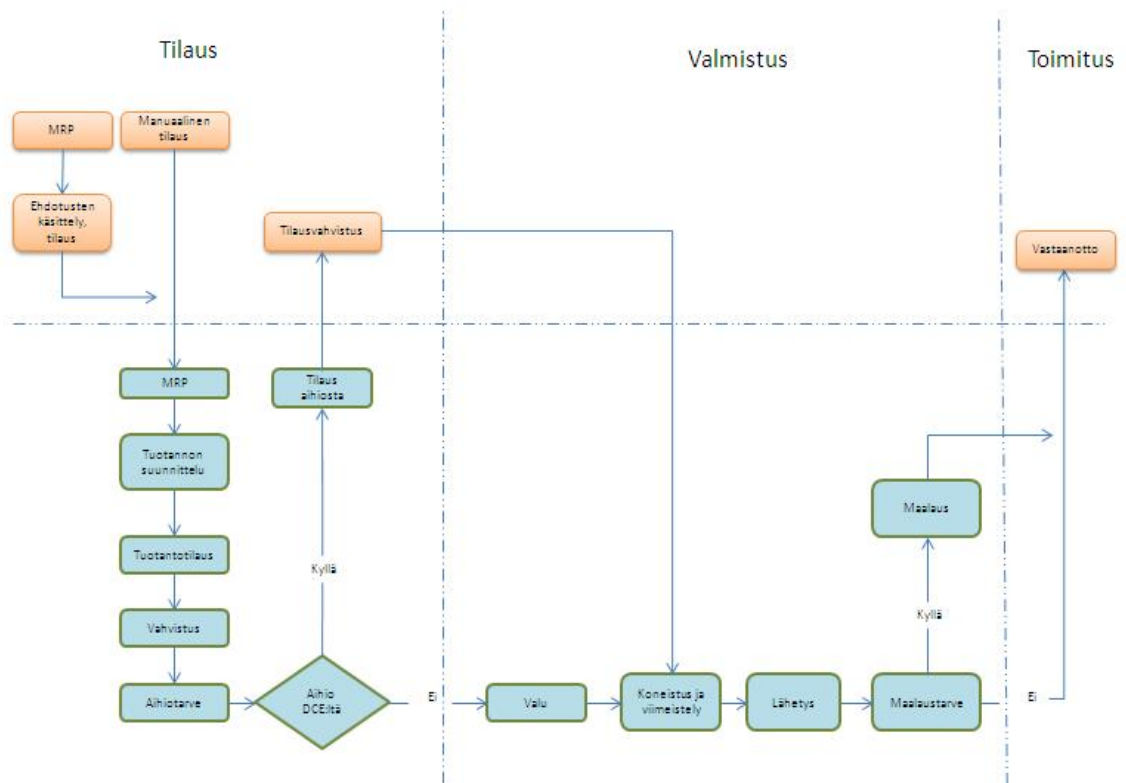 Tilaus
Valmistus
Toimitus
MRP
Manuaalinen
tilaus
Ehdotusten
käsittely,
tilaus
Tilausvahvistus
Vastaanotto
MRP
Tilaus
aihiosta
Tuotannon
suunnittelu
Maalaus
Tuotantotilaus
Kyllä
Kyllä
Vahvistus
Aihiotarve
Aihio
DCE:ltä
Ei
Valu
Koneistus ja
viimeistely
Lähetys
Maalaustarve
Ei